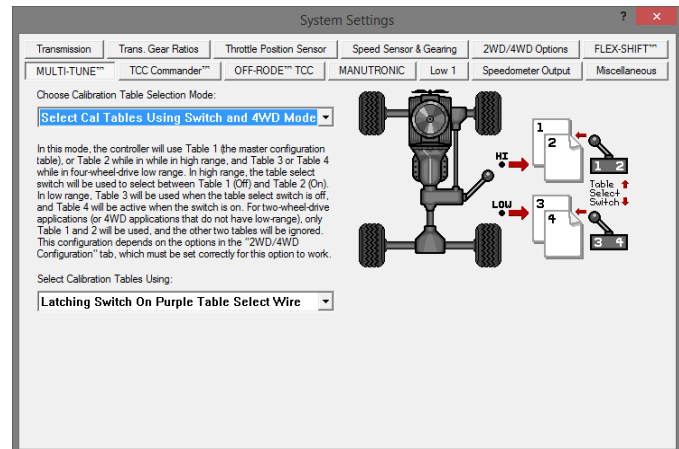 System Settings
? ×
Transmission Trans. Gear Ratios Throttle Position Sensor Speed Sensor & Gearing 2WD/4WD Options FLEX-SHIFT™
MULTI-TUNE™ TCC Commander™ OFF-RODE™ TCC MANUTRONIC Low 1 Speedometer Output Miscellaneous
Choose Calibration Table Selection Mode:
Select Cal Tables Using Switch and 4WD Mode
In this mode, the controller will use Table 1 (the master configuration
table), or Table 2 while in while in high range, and Table 3 or Table 4
while in four-wheel-drive low range. In high range, the table select
switch will be used to select between Table 1 (Off) and Table 2 (On).
In low range, Table 3 will be used when the table select switch is off,
and Table 4 will be active when the switch is on. For two-wheel-drive
applications (or 4WD applications that do not have low-range), only
Table 1 and 2 will be used, and the other two tables will be ignored.
This configuration depends on the options in the "2WD/4WD
Configuration" tab, which must be set correctly for this option to work.
Select Calibration Tables Using:
Latching Switch On Purple Table Select Wire
HI
1
2
1 2
Table
Select
Switch
LOW
3
4
3 4